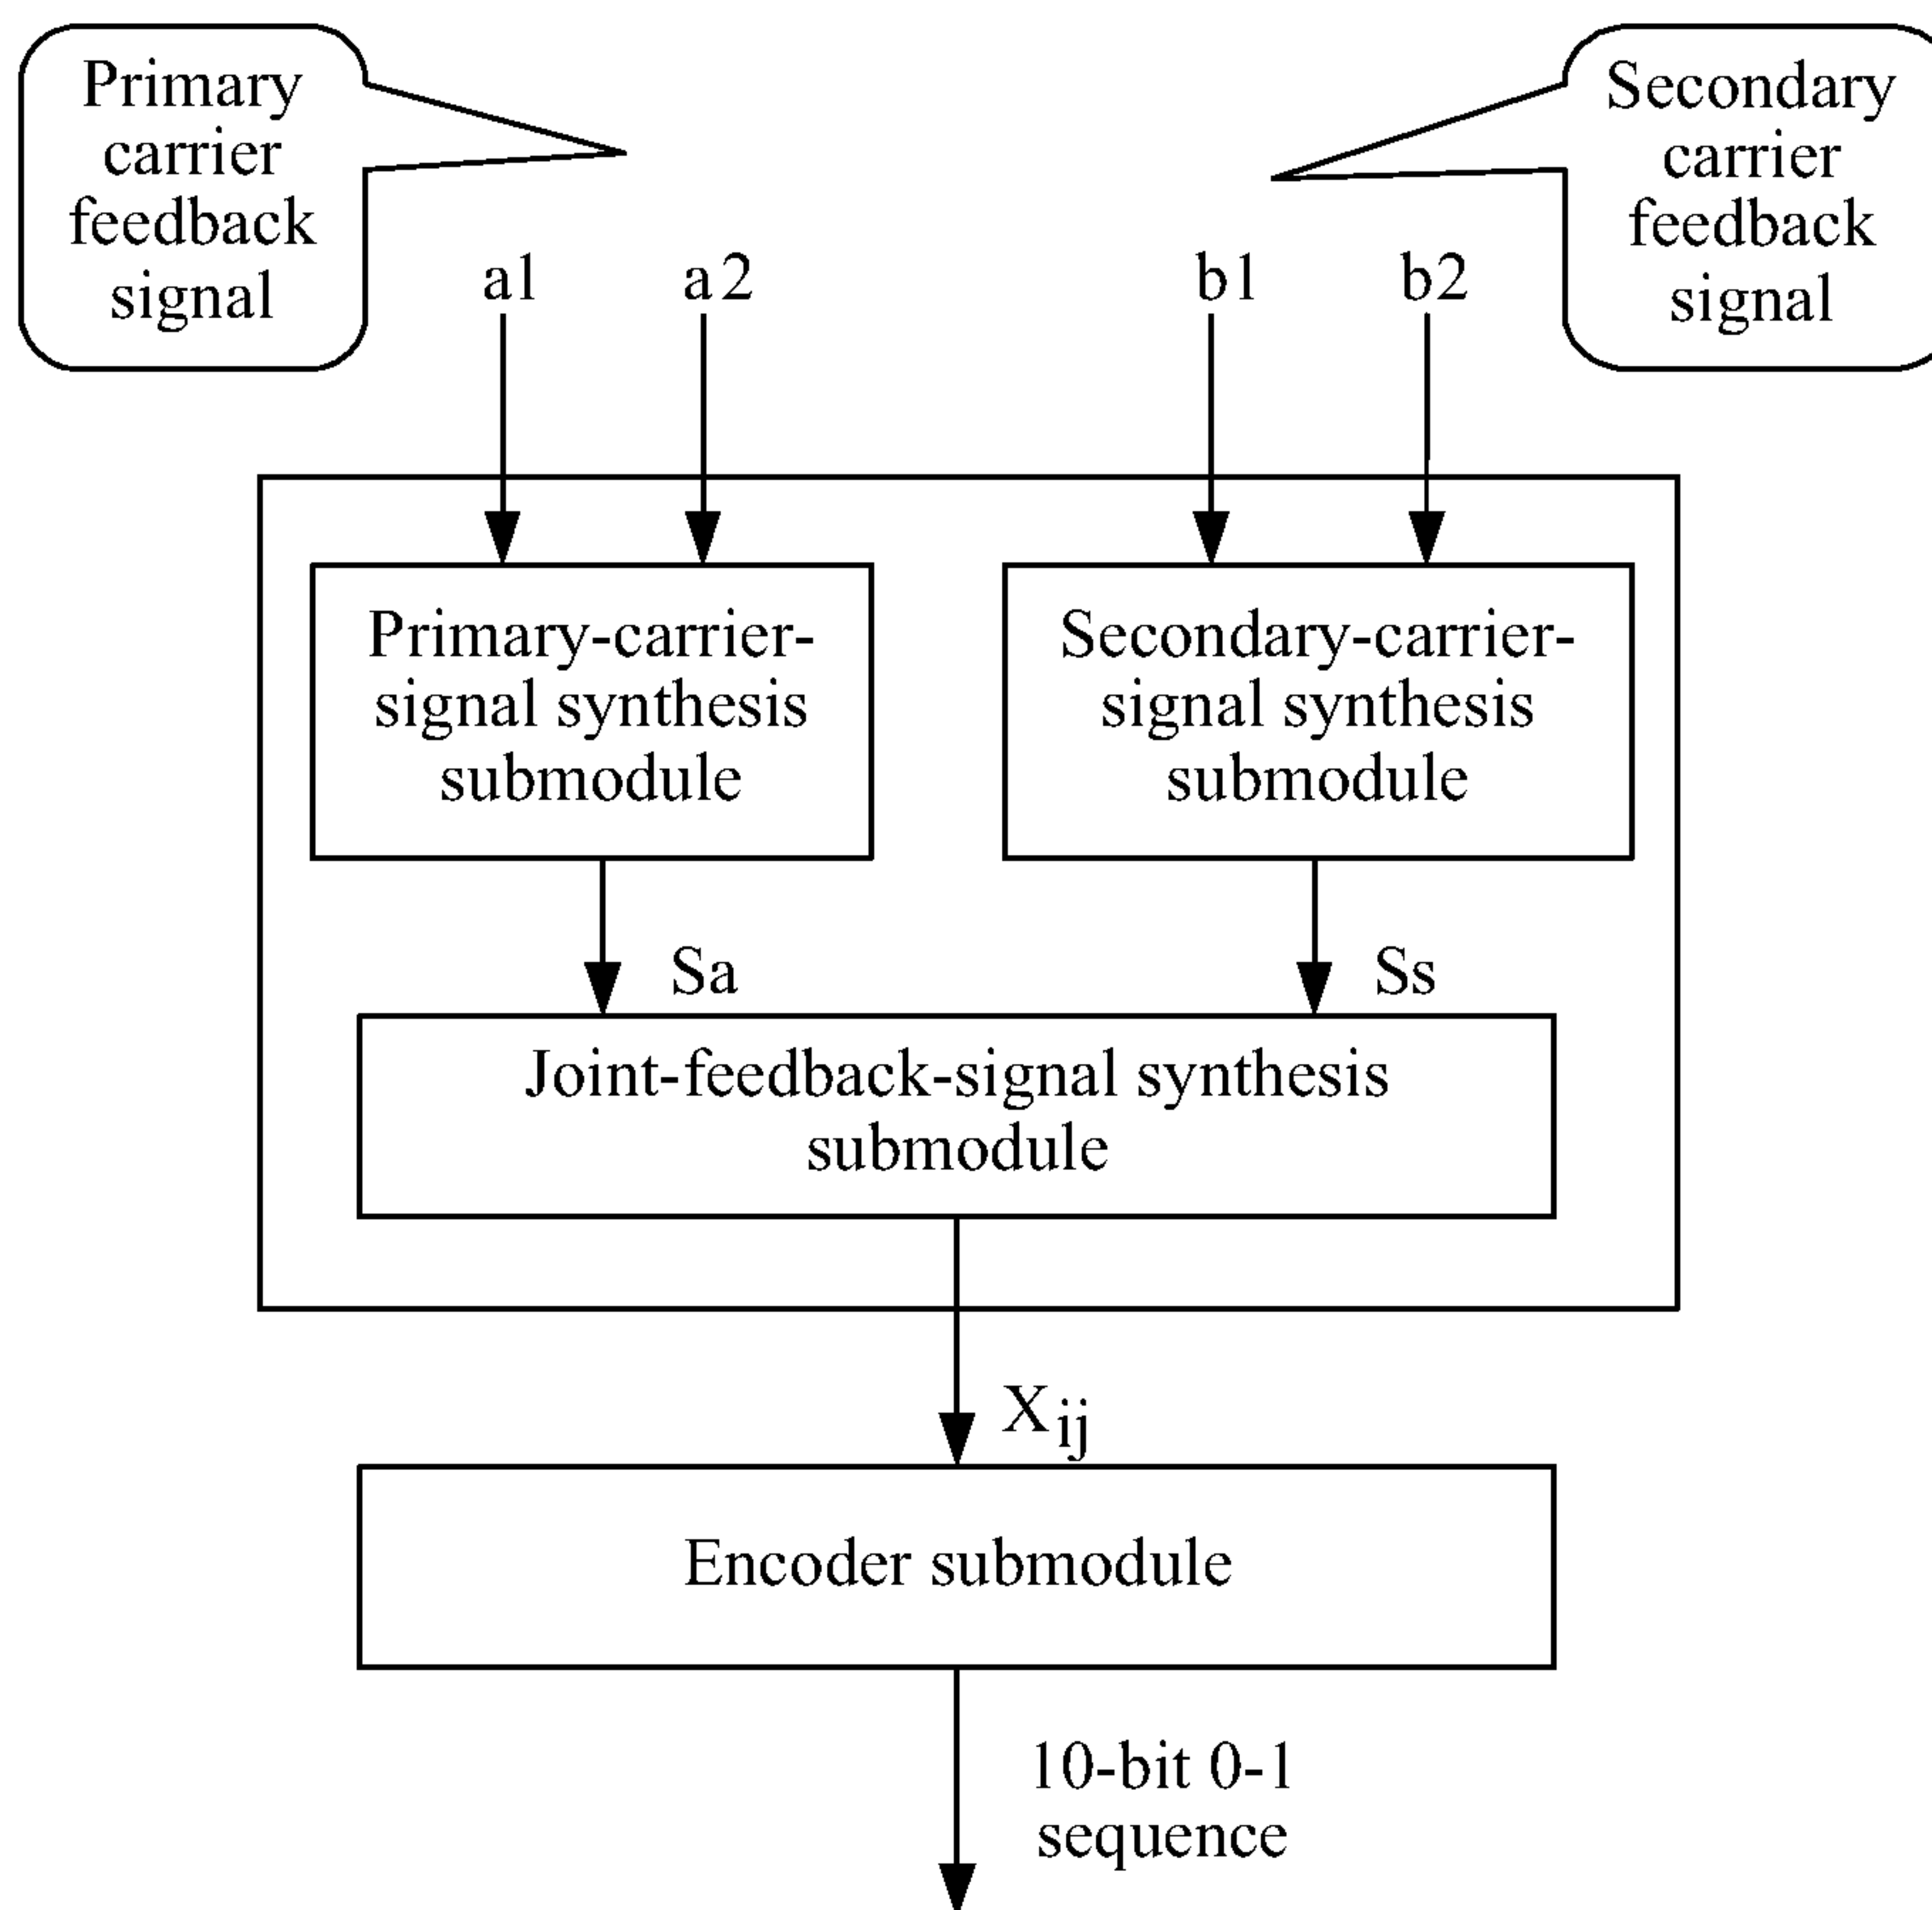 Primary
carrier
feedback
signal
Secondary
carrier
feedback
signal
a1
a2
b1
b2
Primary-carrier-
signal synthesis
submodule
Secondary-carrier-
signal synthesis
submodule
Sa
Ss
Joint-feedback-signal synthesis
submodule
Xij
Encoder submodule
10-bit 0-1
sequence